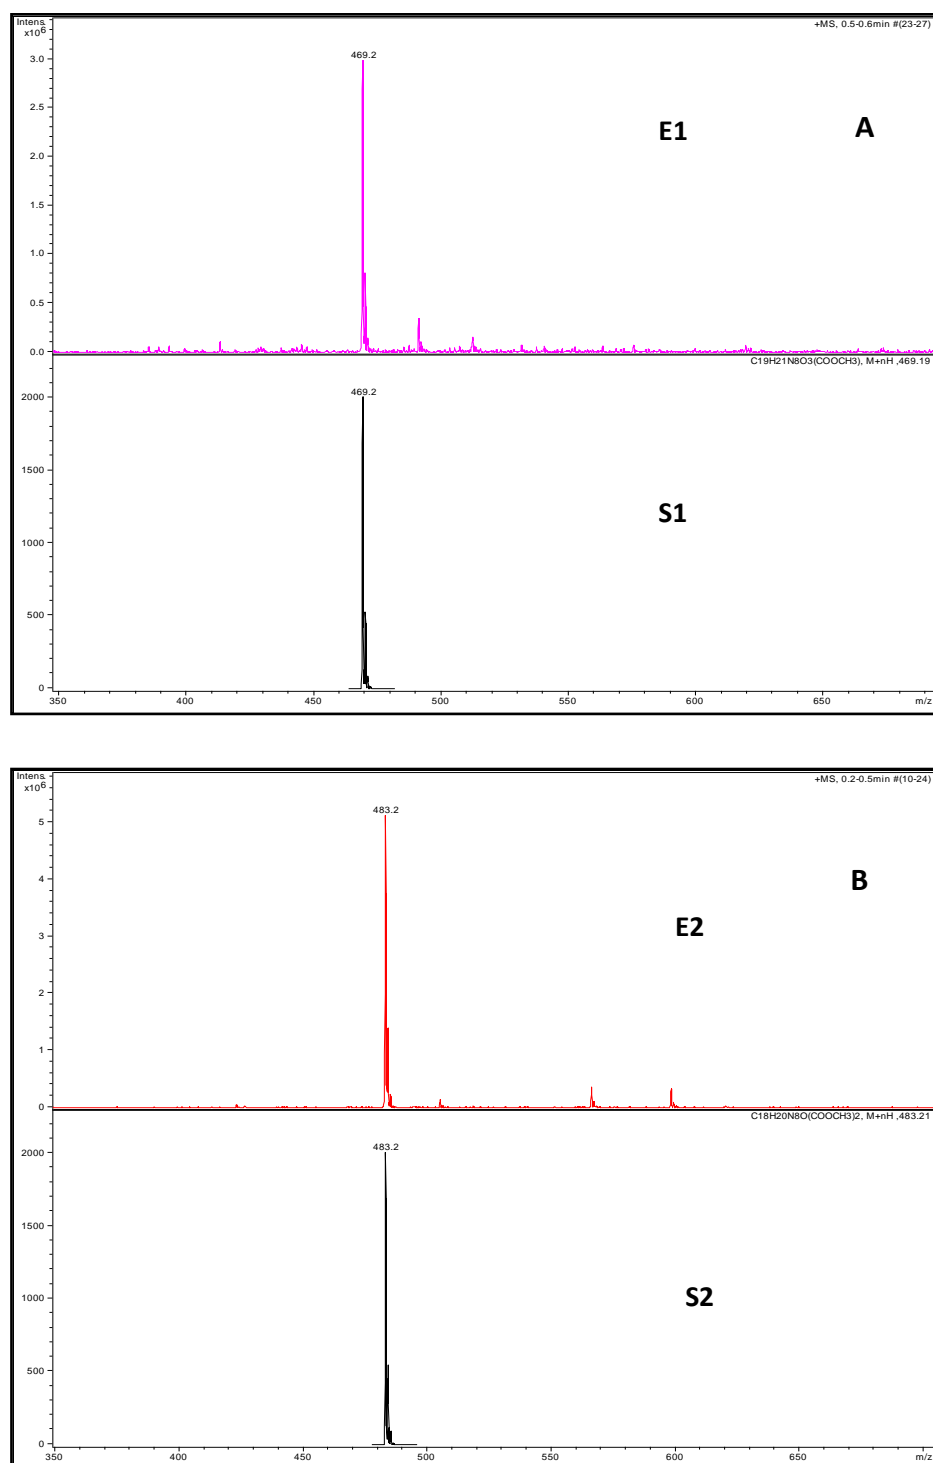 Intens.
x10⁶
+MS, 0.5-0.6min #(23-27)
469.2
3.0
E1
A
2.5
2.0
1.5
1.0
0.5
0.0
C19H21N8O3(COOCH3), M+nH ,469.19
469.2
2000
1500
S1
1000
500
0
350 400 450 500 550 600 650 m/z
Intens.
x10⁶
+MS, 0.2-0.5min #(10-24)
483.2
5
B
4
E2
3
2
1
0
C18H20N8O(COOCH3)2, M+nH ,483.21
483.2
2000
1500
S2
1000
500
0
350 400 450 500 550 600 650 m/z